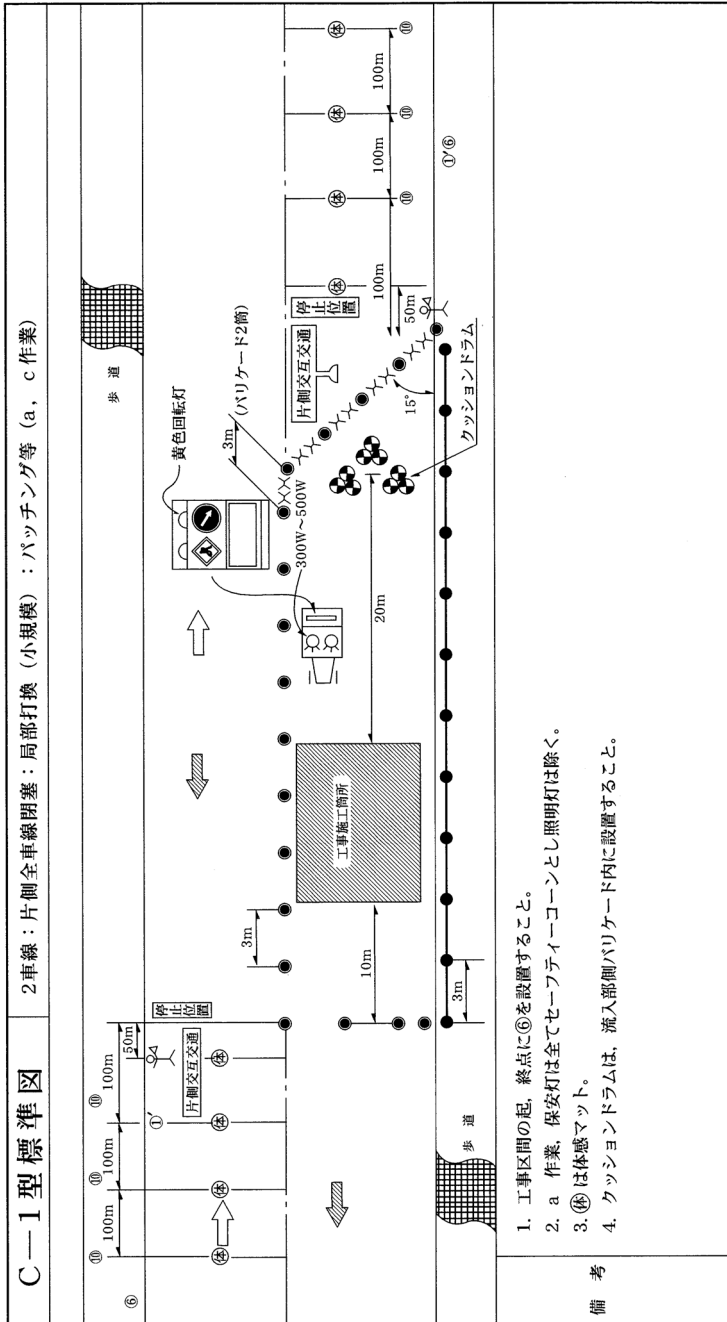 C—1型標準図
2車線：片側全車線閉塞：局部打換（小規模）：パッチング等（a，c作業）
歩道
黄色回転灯
3m
(バリケード2筒)
片側交互交通
停止位置
300W～500W
100m
100m
100m
50m
体
体
体
体
⑩
⑩
⑩
①'⑥
15°
クッションドラム
20m
工事施工箇所
3m
10m
3m
停止位置
片側交互交通
50m
100m
100m
100m
⑩
⑩
⑩
①'
体
体
体
体
⑥
歩道
備考
1. 工事区間の起，終点に⑥を設置すること。
2. a 作業，保安灯は全てセーフティーコーンとし照明灯は除く。
3. 体は体感マット。
4. クッションドラムは，流入部側バリケード内に設置すること。